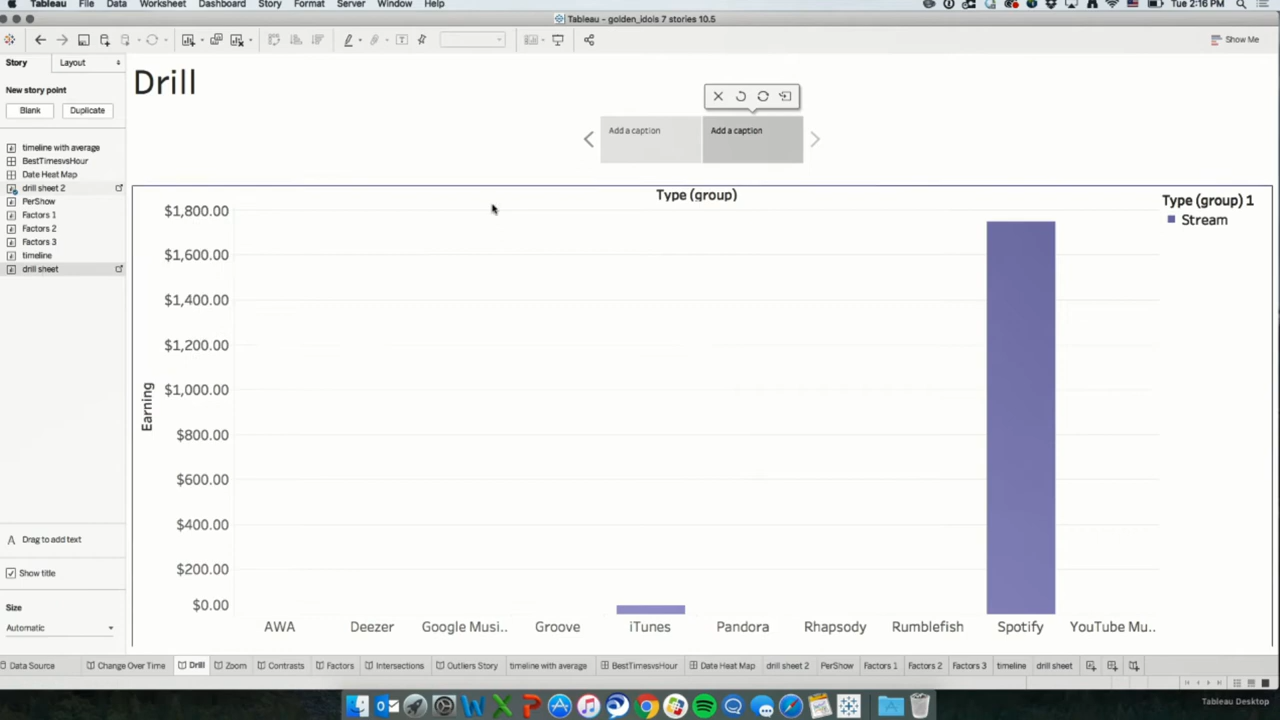 Tableau Data Worksheet Dashboard Story Format Server Window Help Tue 2:16 PM
Tableau - golden_idols 7 stories 10.5
Show Me
Story Layout
New story point
Blank Duplicate
timeline with average
BestTimesvsHour
Date Heat Map
drill sheet 2
PerShow
Factors 1
Factors 2
Factors 3
timeline
drill sheet
A Drag to add text
Show title
Size
Automatic
Drill
Add a caption Add a caption
Type (group)
Type (group) 1
Stream
Earning
$1,800.00
$1,600.00
$1,400.00
$1,200.00
$1,000.00
$800.00
$600.00
$400.00
$200.00
$0.00
AWA Deezer Google Musi.. Groove iTunes Pandora Rhapsody Rumblefish Spotify YouTube Mu..
Data Source Change Over Time Drill Zoom Contrasts Factors Intersections Outliers Story timeline with average BestTimesvsHour Date Heat Map drill sheet 2 PerShow Factors 1 Factors 2 Factors 3 timeline drill sheet
Tableau Desktop